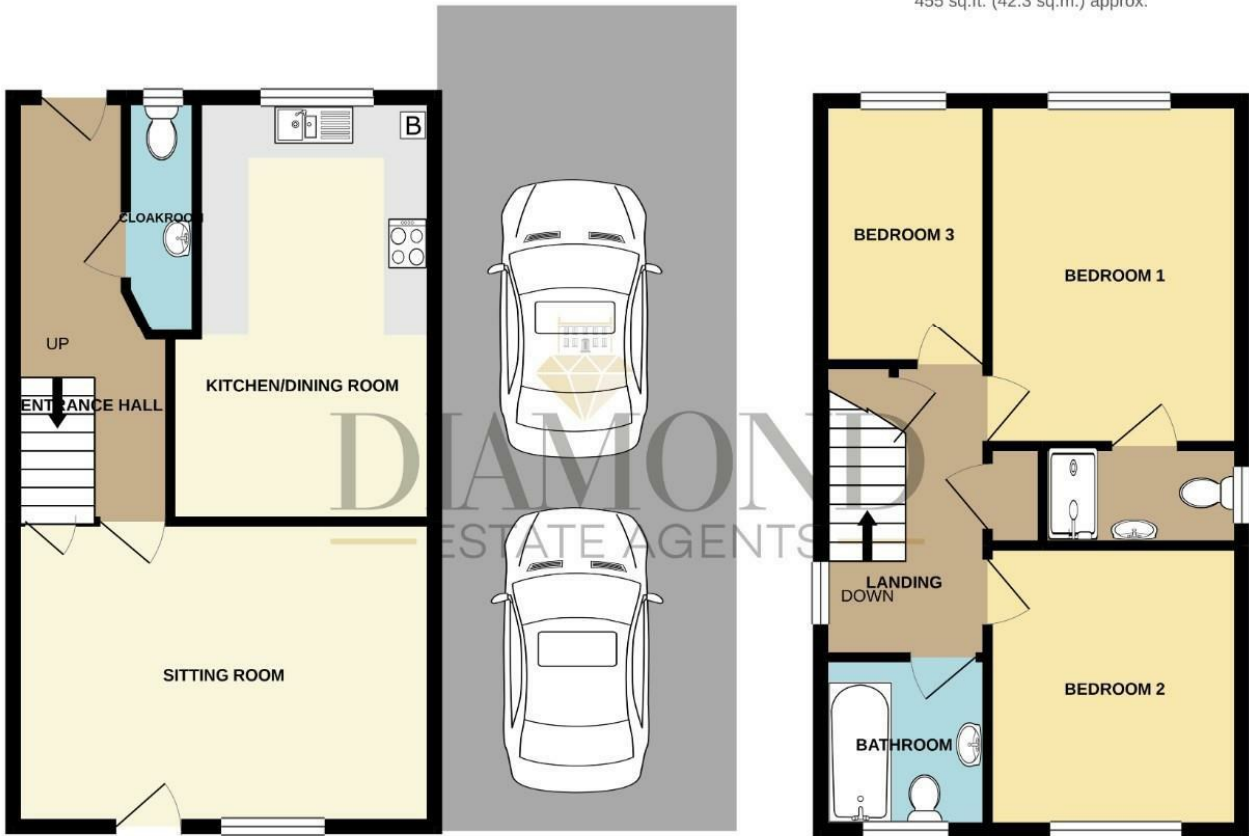 455 sq.ft. (42.3 sq.m.) approx.
B
CLOAKROOM
UP
ENTRANCE HALL
KITCHEN/DINING ROOM
SITTING ROOM
BEDROOM 3
BEDROOM 1
LANDING
DOWN
BEDROOM 2
BATHROOM
DIAMOND
ESTATE AGENTS